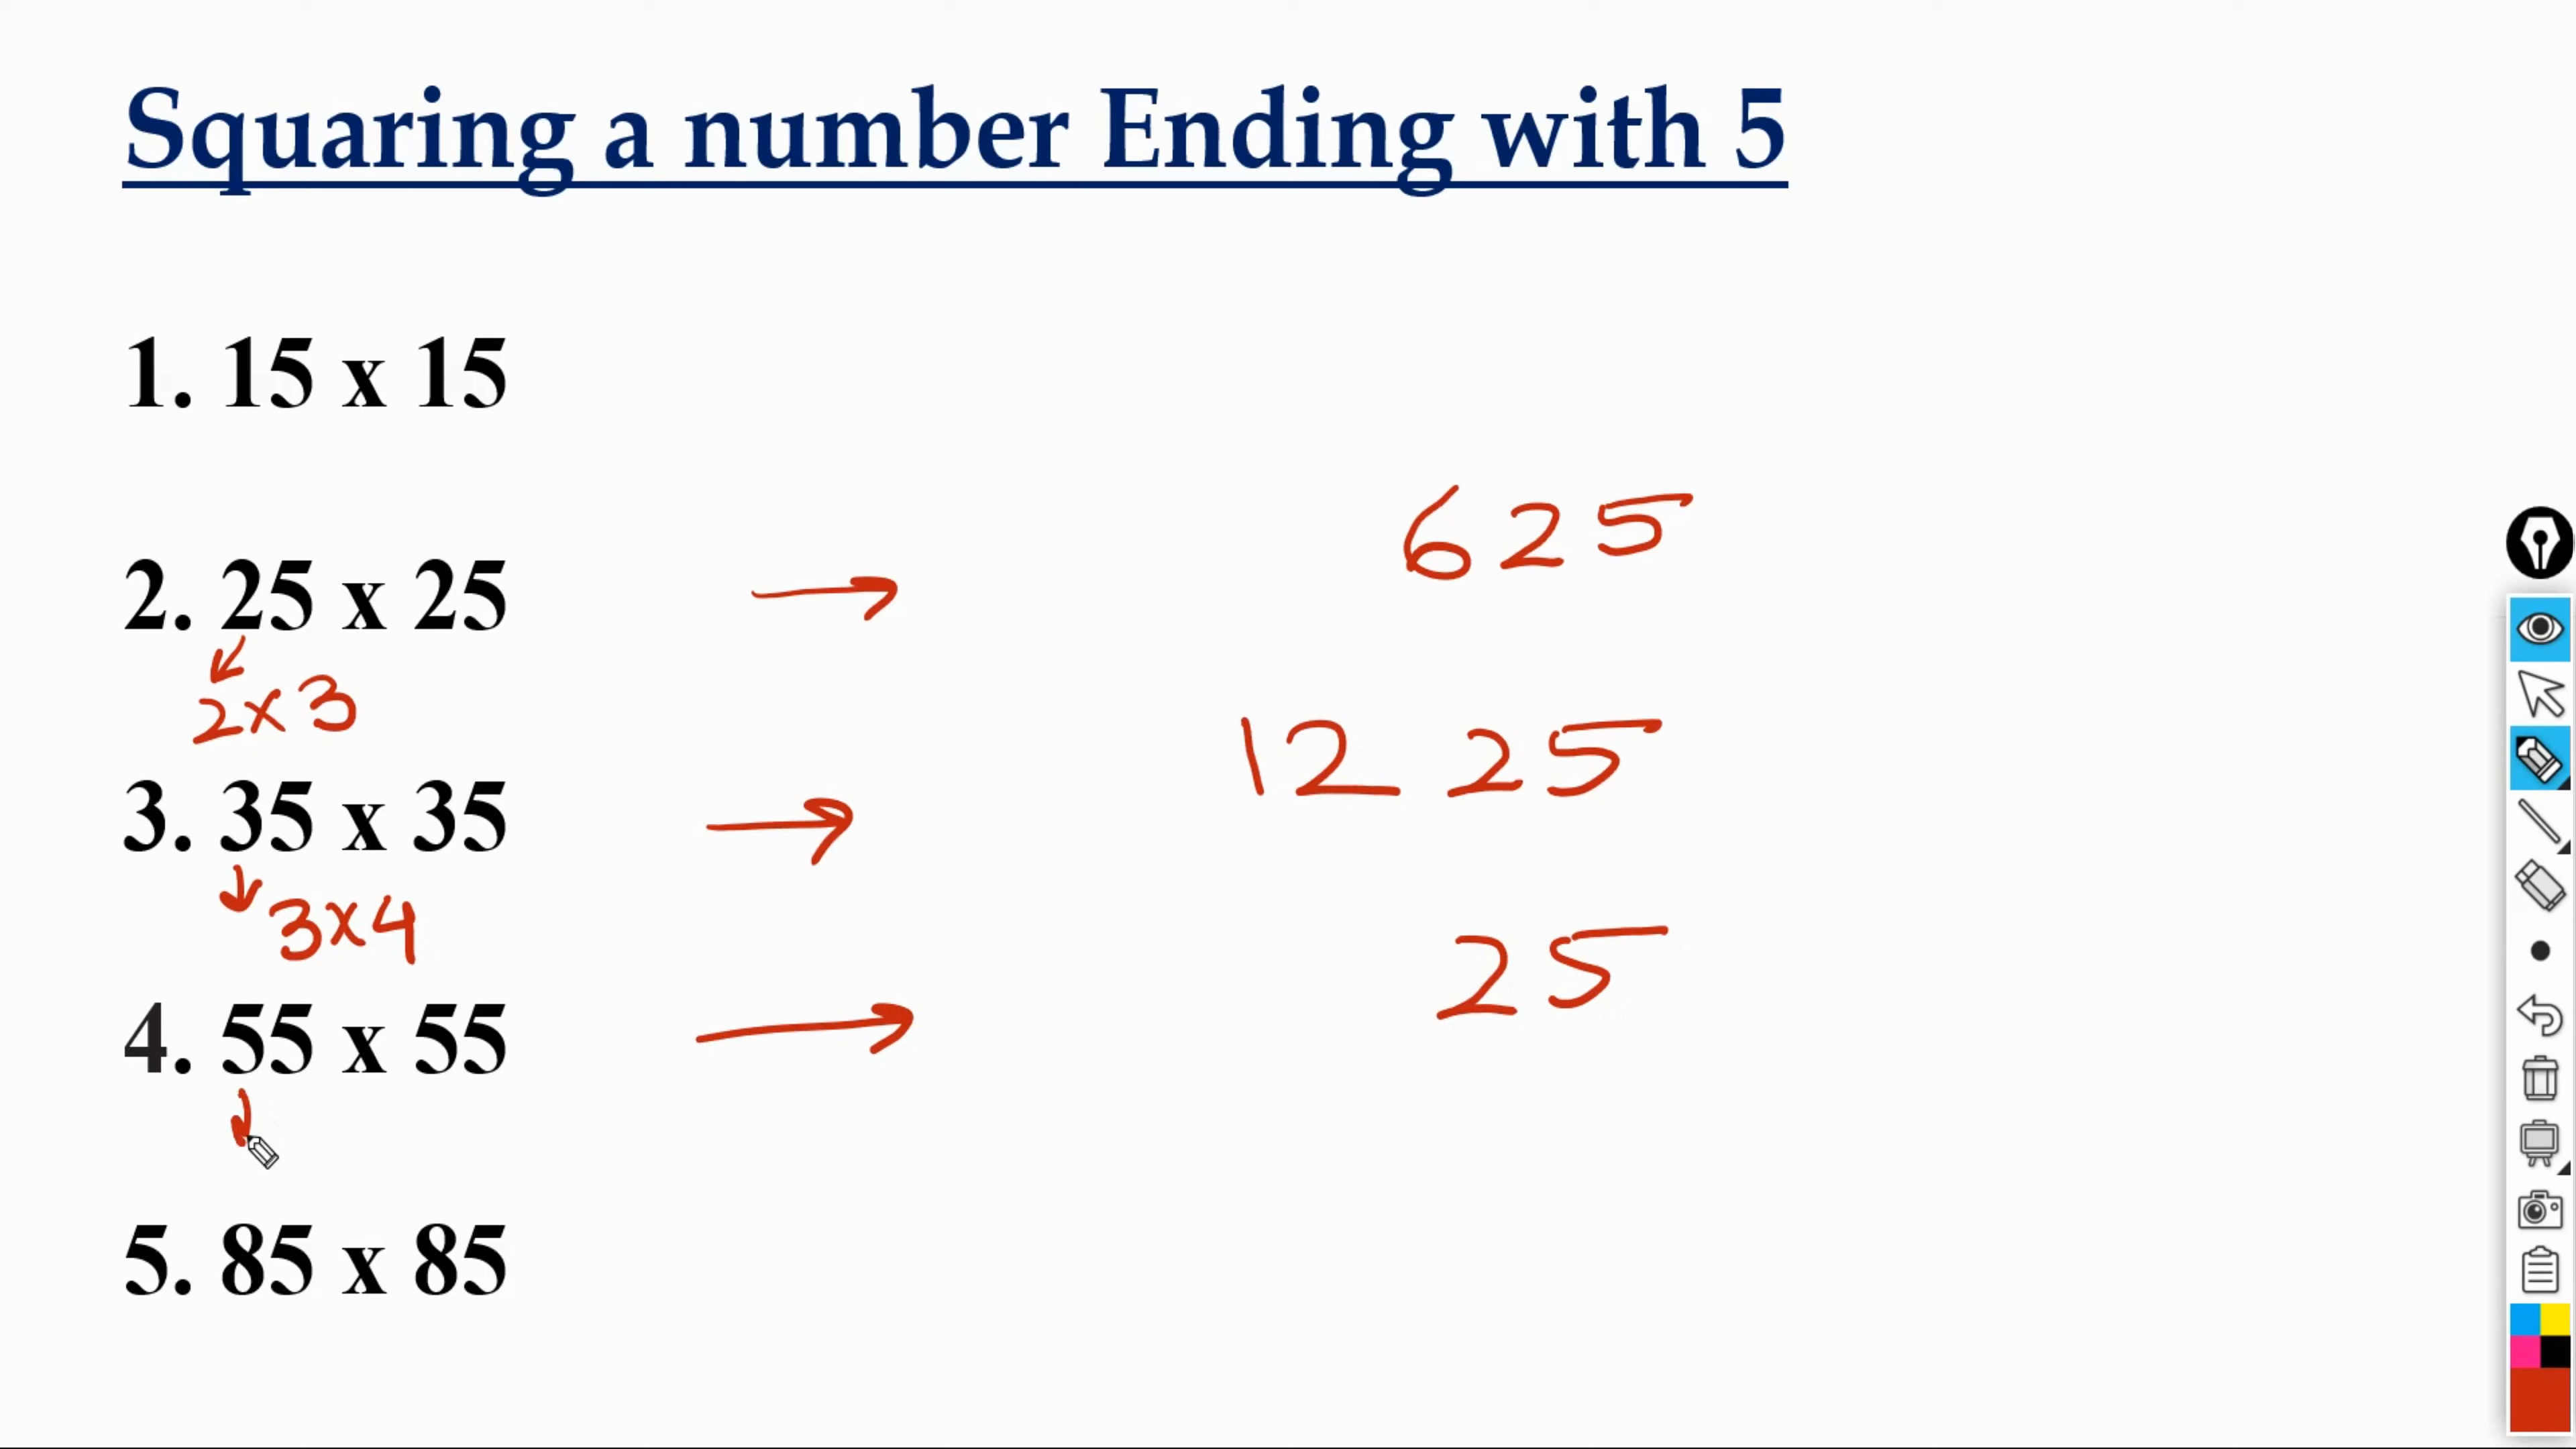 Squaring a number Ending with 5
1. 15 x 15
2. 25 x 25 → 625
2x3
3. 35 x 35 → 12 25
3x4
4. 55 x 55 → 25
5. 85 x 85